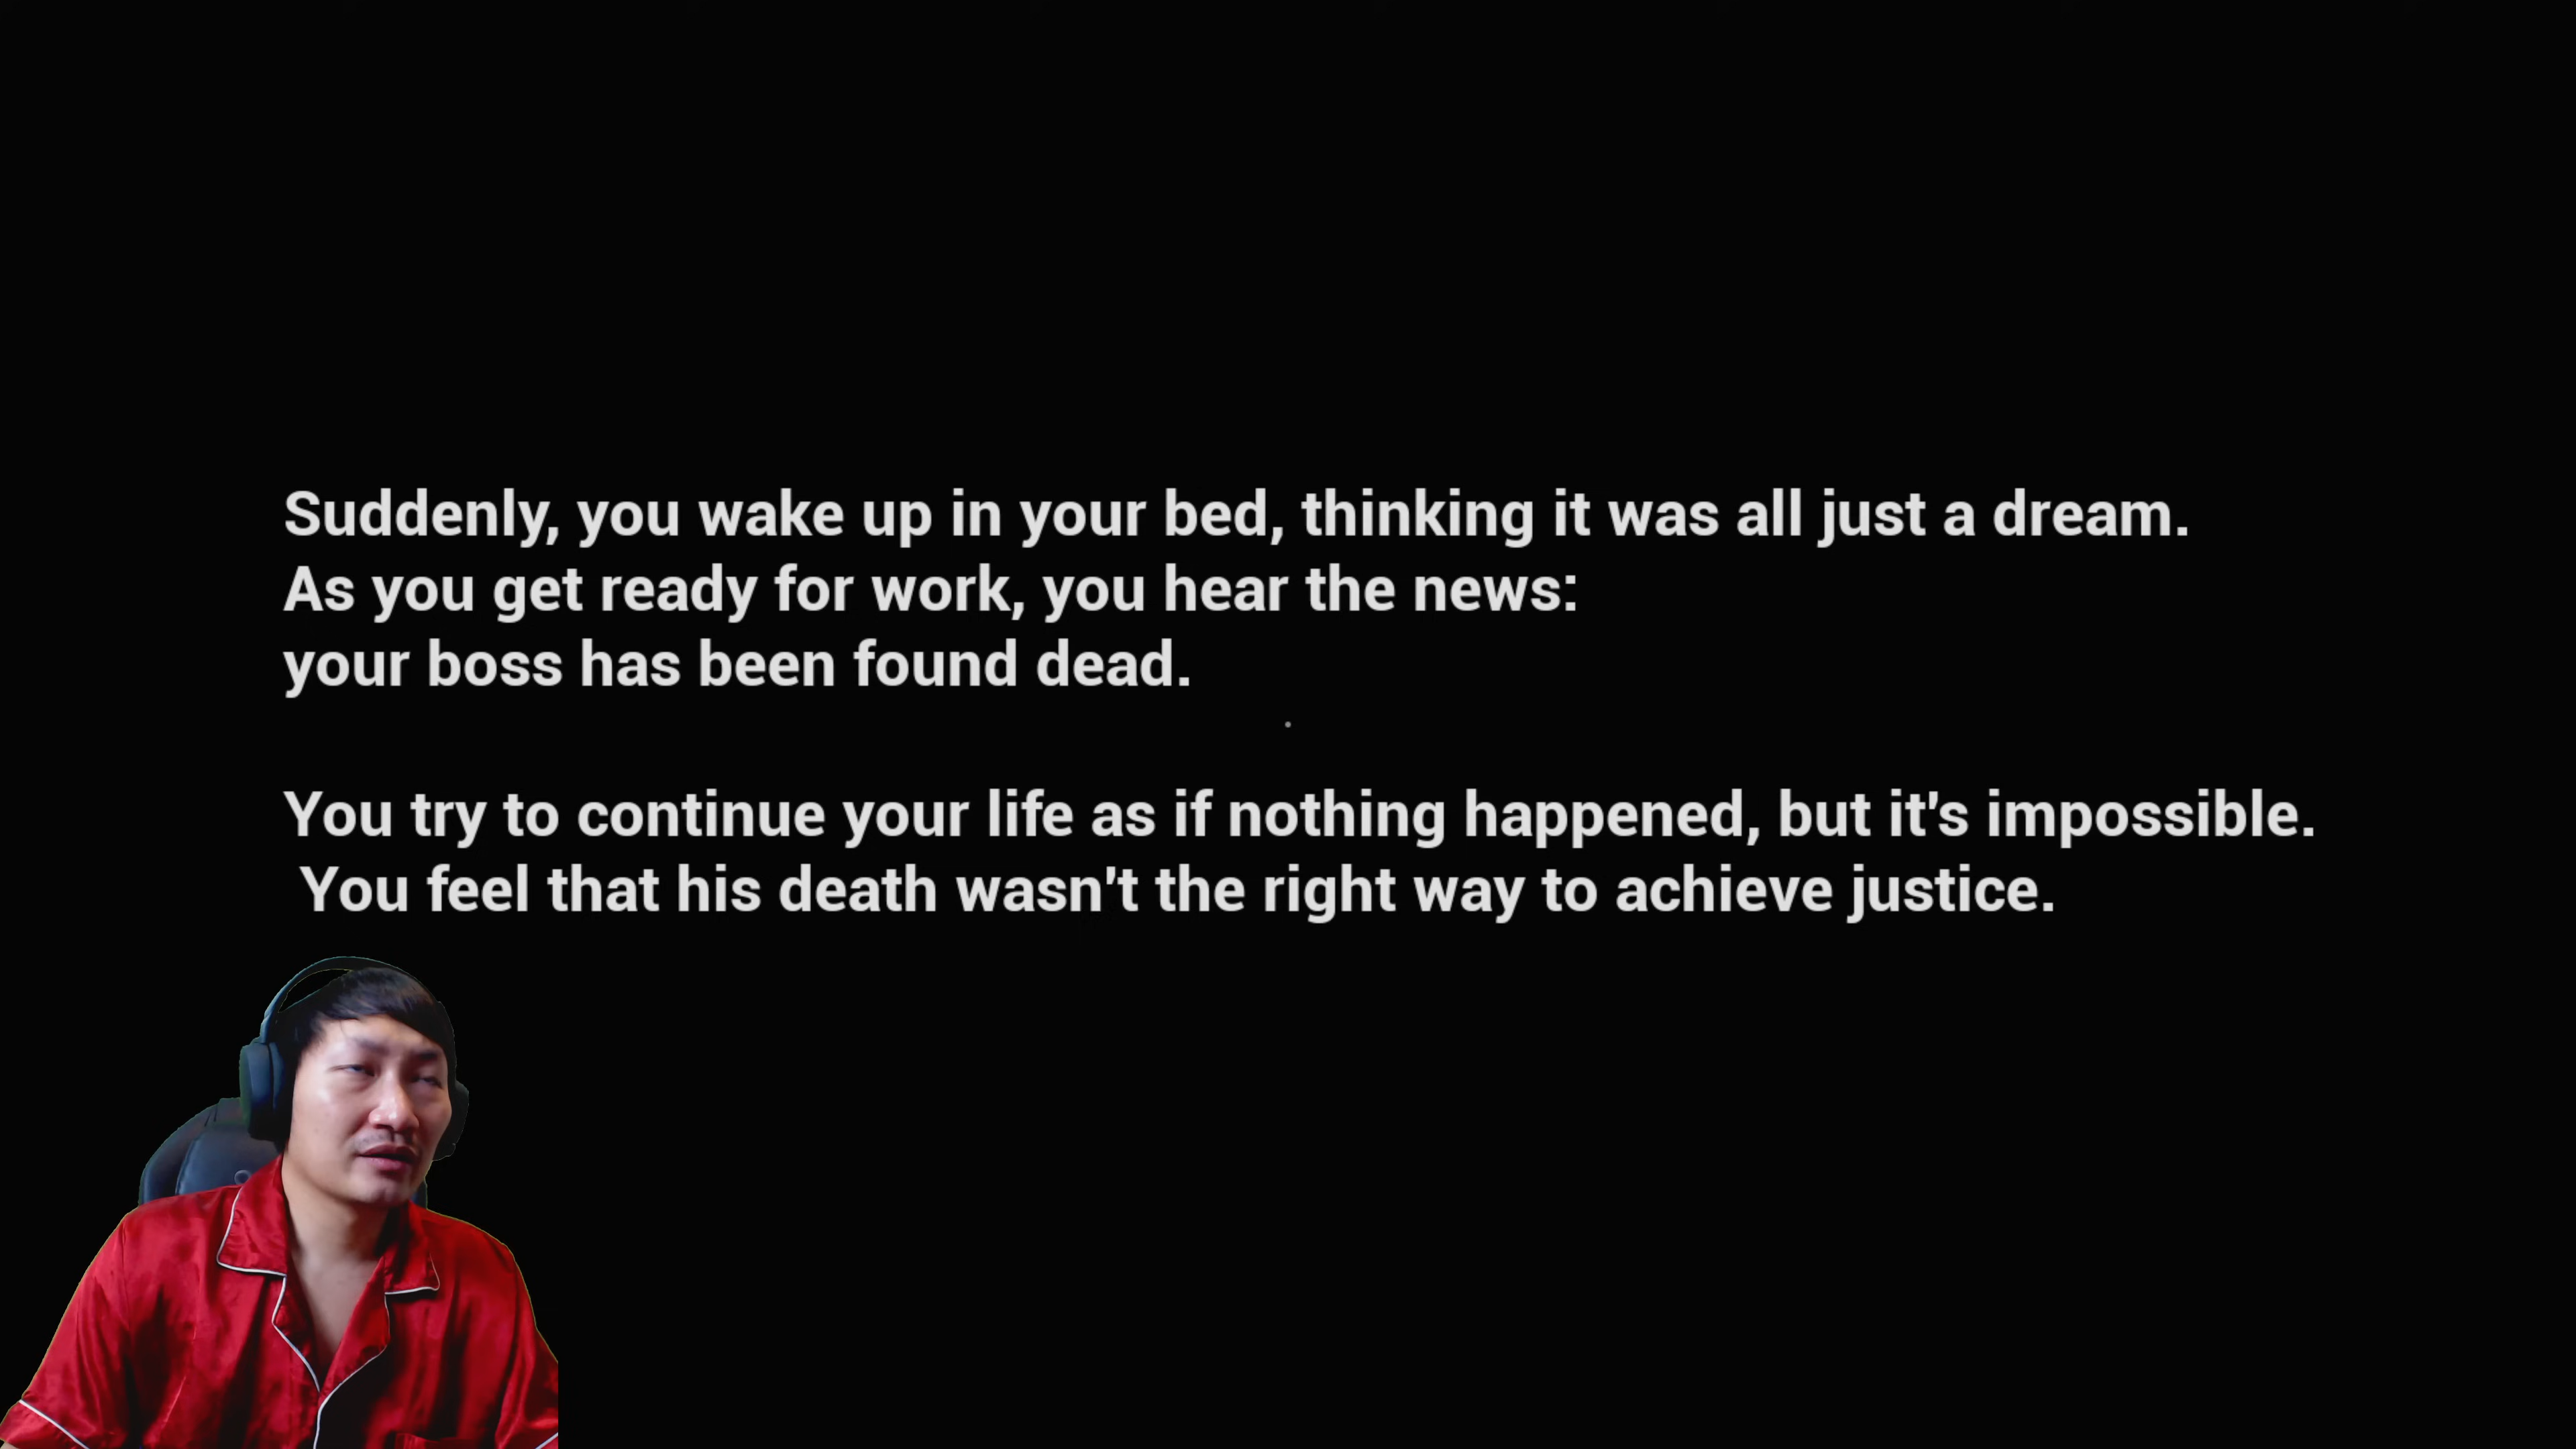 Suddenly, you wake up in your bed, thinking it was all just a dream.
As you get ready for work, you hear the news:
your boss has been found dead.
You try to continue your life as if nothing happened, but it's impossible.
You feel that his death wasn't the right way to achieve justice.